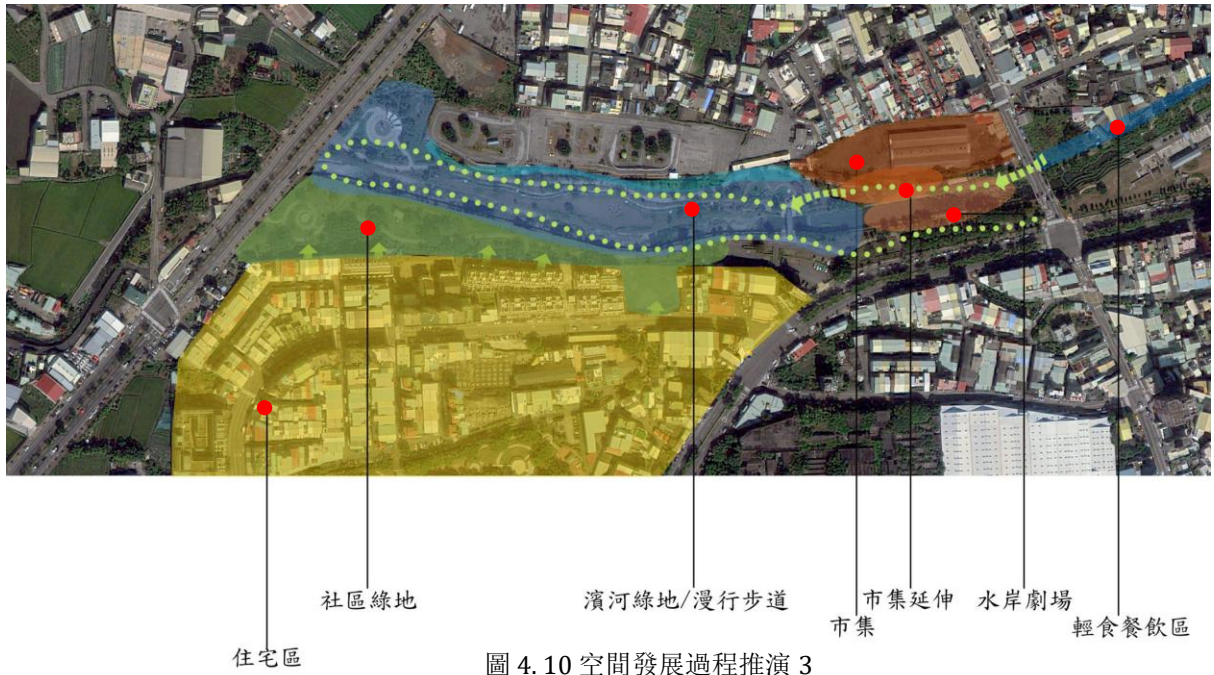 社區綠地
濱河綠地/漫行步道
市集延伸
水岸劇場
市集
輕食餐飲區
住宅區
圖 4. 10 空間發展過程推演 3